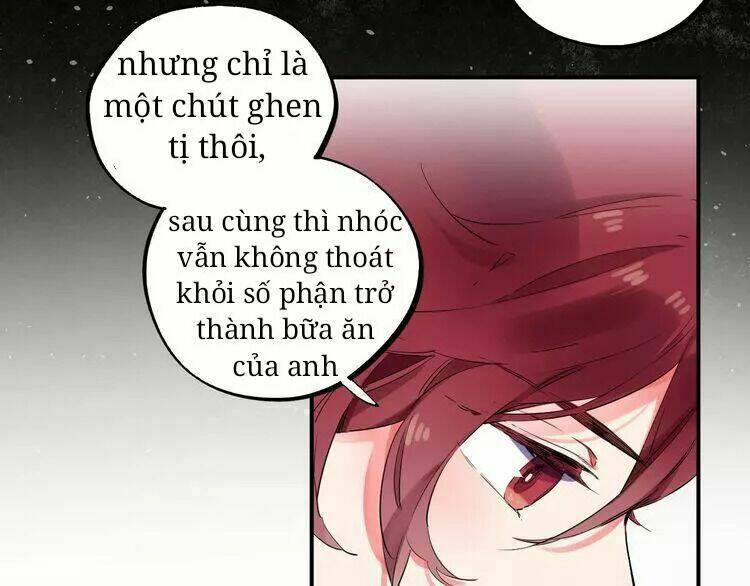 nhưng chỉ là
một chút ghen
tị thôi,
sau cùng thì nhóc
vẫn không thoát
khỏi số phận trở
thành bữa ăn
của anh